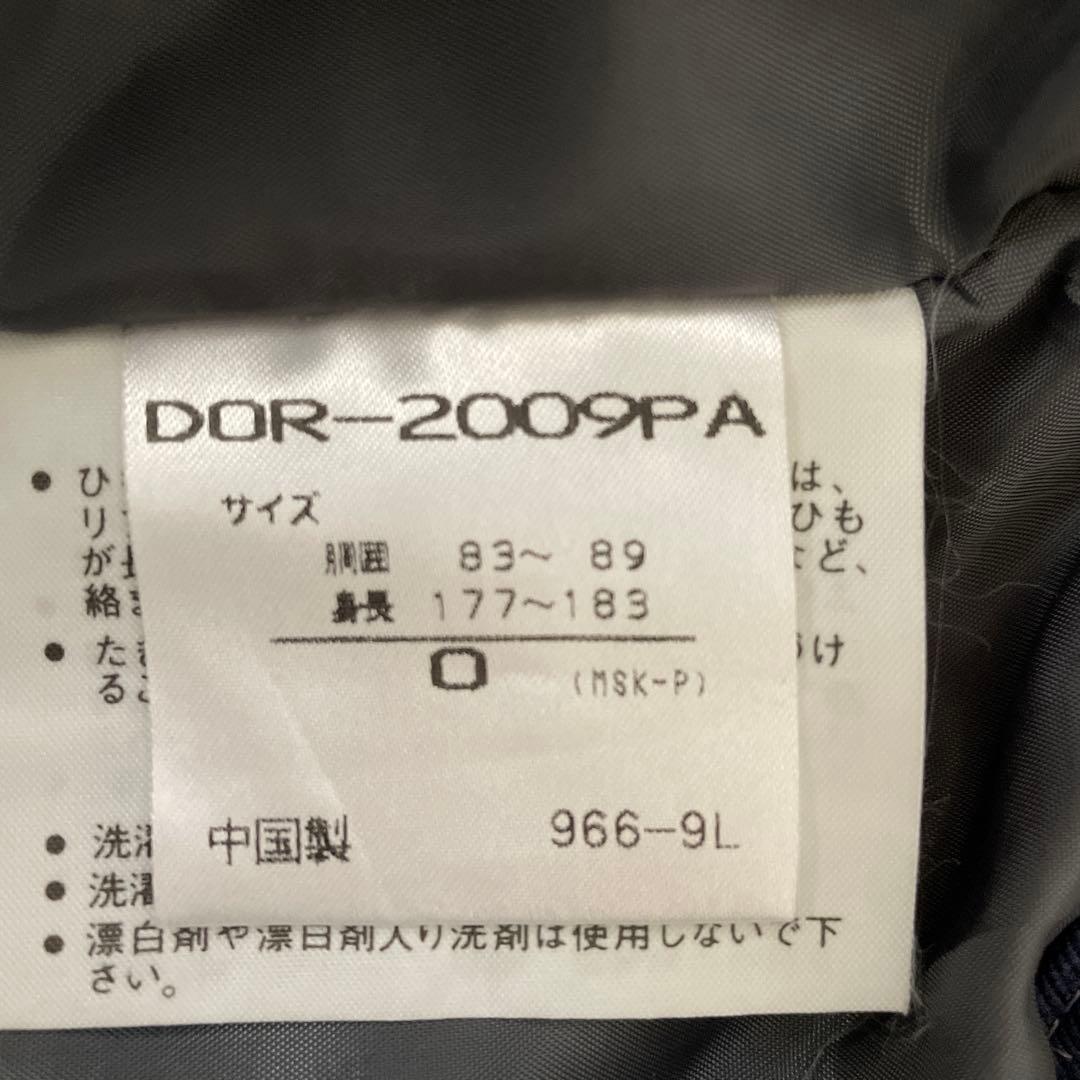 DOR-2009PA
サイズ
胴囲 83～ 89
身長 177～183
O (MSK-P)
中国製 966-9L
● ひ は、
リ ひも
が ど、
絡
● た け
る
● 洗
● 洗濯
● 漂白剤や漂白剤入り洗剤は使用しないで下
さい。